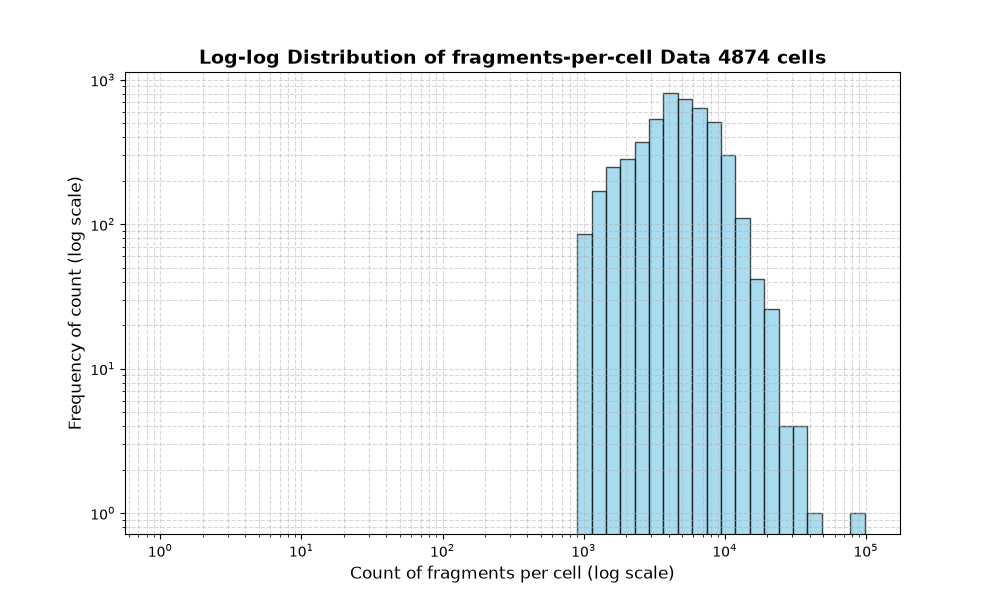 Log-log Distribution of fragments-per-cell Data 4874 cells
Frequency of count (log scale)
10³
10²
10¹
10⁰
10⁰ 10¹ 10² 10³ 10⁴ 10⁵
Count of fragments per cell (log scale)